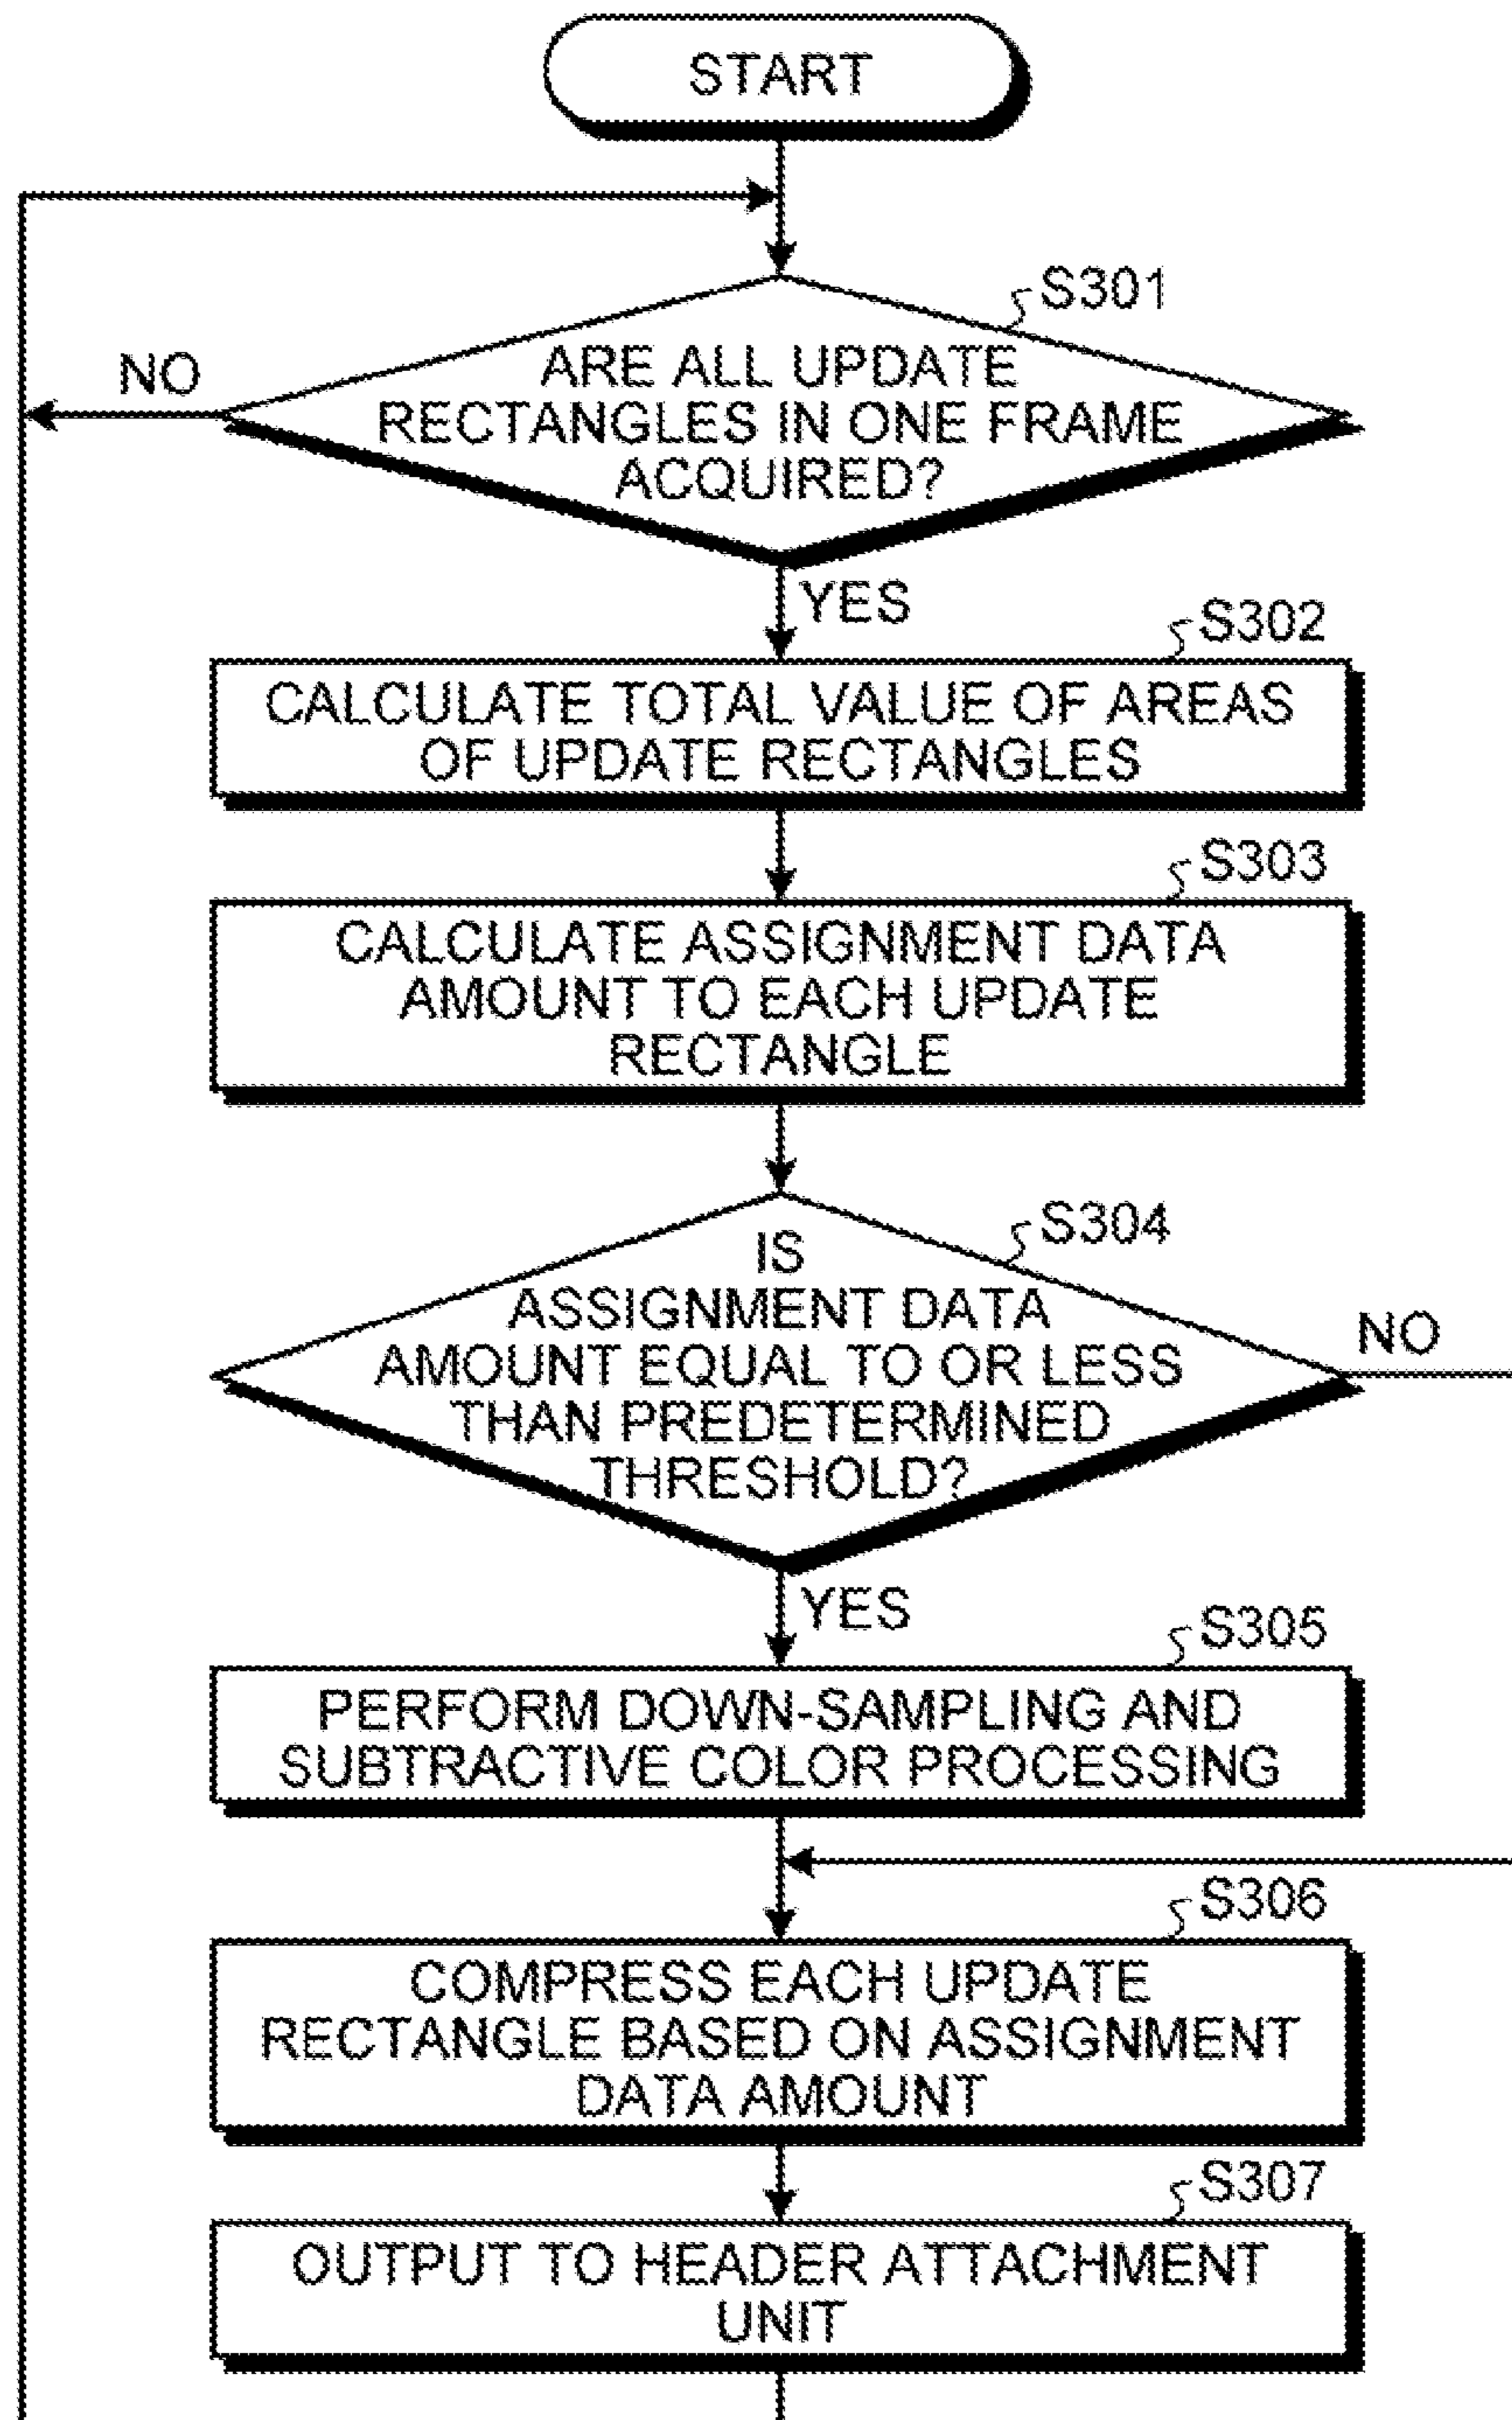 START
S301
NO
ARE ALL UPDATE
RECTANGLES IN ONE FRAME
ACQUIRED?
YES
S302
CALCULATE TOTAL VALUE OF AREAS
OF UPDATE RECTANGLES
S303
CALCULATE ASSIGNMENT DATA
AMOUNT TO EACH UPDATE
RECTANGLE
S304
IS
ASSIGNMENT DATA
AMOUNT EQUAL TO OR LESS
THAN PREDETERMINED
THRESHOLD?
NO
YES
S305
PERFORM DOWN-SAMPLING AND
SUBTRACTIVE COLOR PROCESSING
S306
COMPRESS EACH UPDATE
RECTANGLE BASED ON ASSIGNMENT
DATA AMOUNT
S307
OUTPUT TO HEADER ATTACHMENT
UNIT